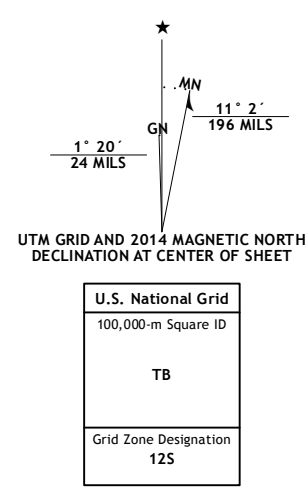 ★
MN
GN
11° 2´
196 MILS
1° 20´
24 MILS
UTM GRID AND 2014 MAGNETIC NORTH
DECLINATION AT CENTER OF SHEET
U.S. National Grid
100,000-m Square ID
TB
Grid Zone Designation
12S